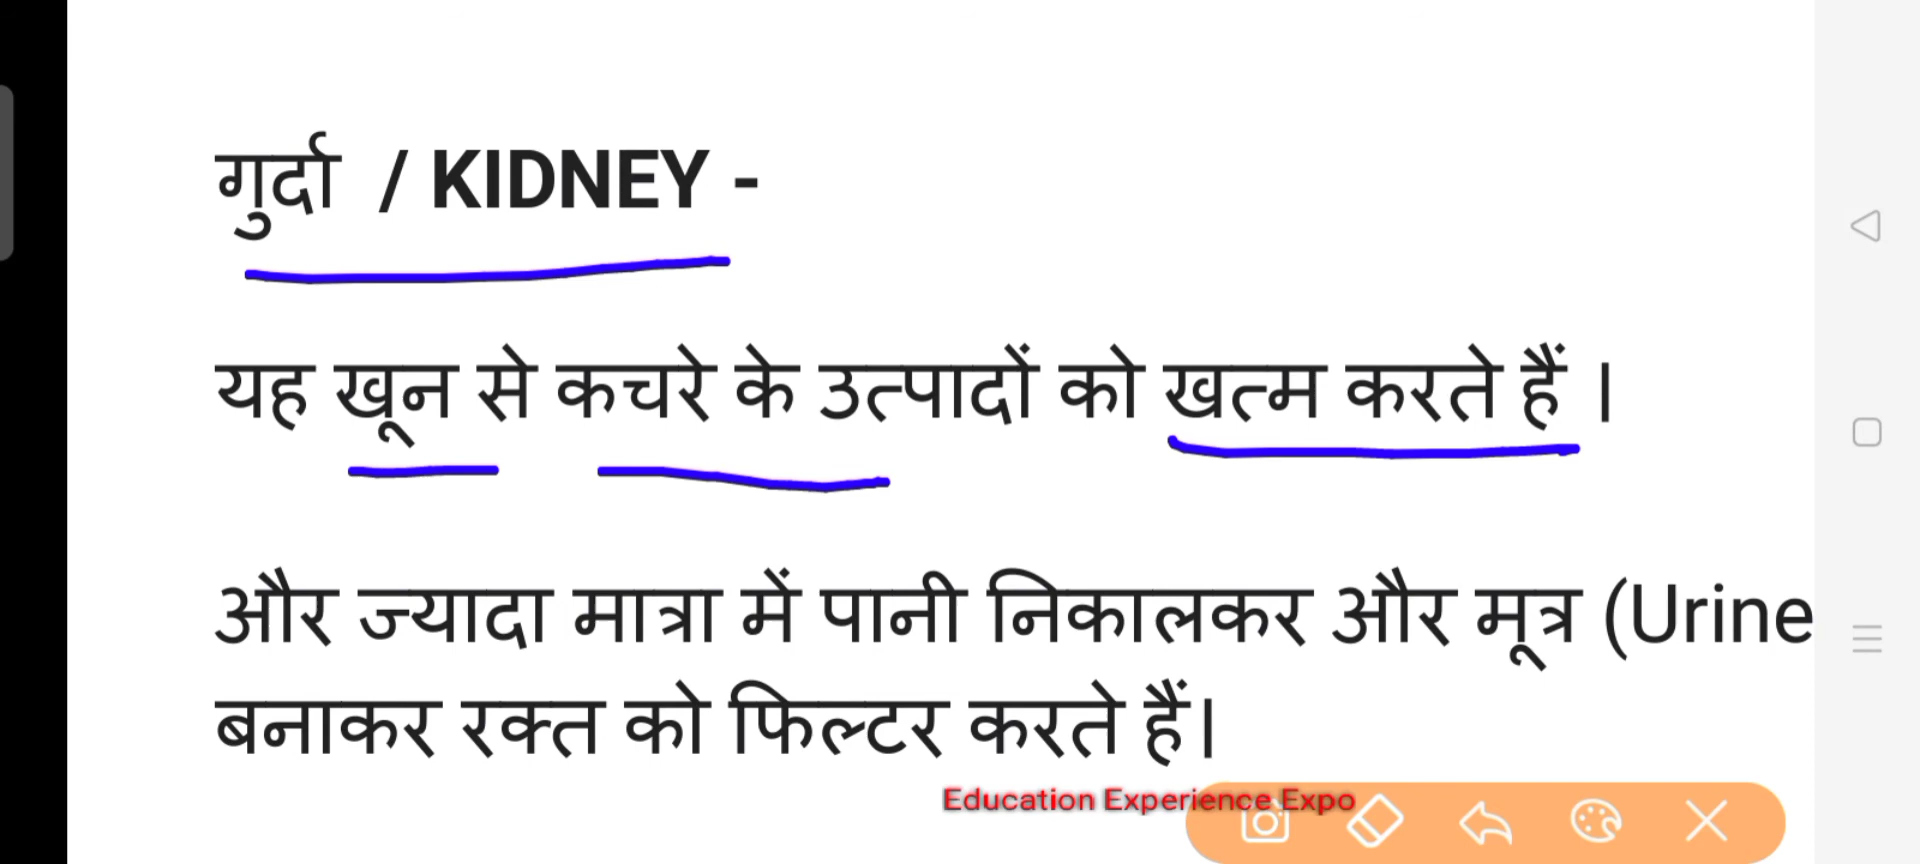 गुर्दा / KIDNEY -
यह खून से कचरे के उत्पादों को खत्म करते हैं ।
और ज्यादा मात्रा में पानी निकालकर और मूत्र (Urine
बनाकर रक्त को फिल्टर करते हैं।
Education Experience Expo